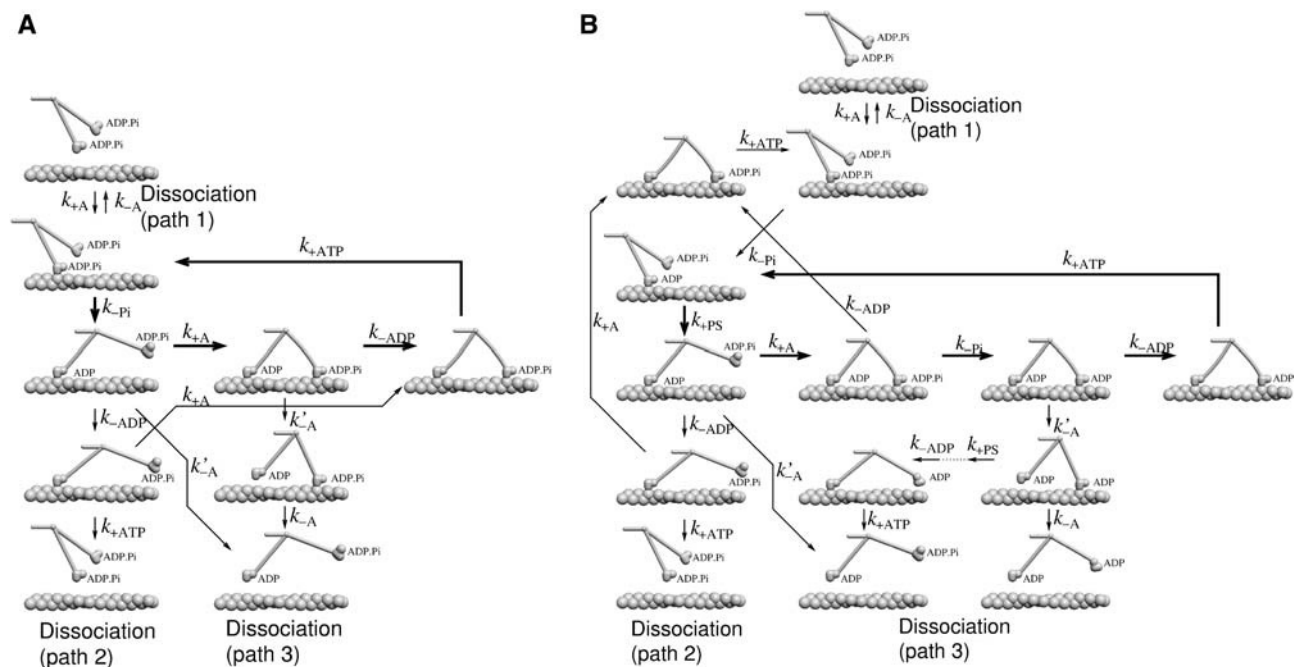 A
ADP.Pi
ADP.Pi
Dissociation
(path 1)
k+A
k−A
ADP.Pi
ADP.Pi
k+ATP
k−Pi
ADP.Pi
ADP
k+A
ADP
ADP.Pi
k−ADP
ADP.Pi
k+A
k−ADP
k′−A
k′−A
ADP.Pi
ADP
ADP.Pi
k+ATP
k−A
ADP.Pi
ADP.Pi
ADP.Pi
ADP
Dissociation
(path 2)
Dissociation
(path 3)
B
ADP.Pi
ADP.Pi
Dissociation
(path 1)
k+A
k−A
k+ATP
ADP.Pi
ADP.Pi
ADP.Pi
ADP.Pi
ADP
k−Pi
k+ATP
k−ADP
k+A
k+PS
ADP.Pi
ADP
k+A
ADP
ADP.Pi
k−Pi
ADP
ADP
k−ADP
ADP
k−ADP
k′−A
k′−A
k−ADP
k+PS
ADP.Pi
ADP
ADP
ADP
k+ATP
k+ATP
k−A
ADP.Pi
ADP.Pi
ADP.Pi
ADP
ADP
ADP
Dissociation
(path 2)
Dissociation
(path 3)